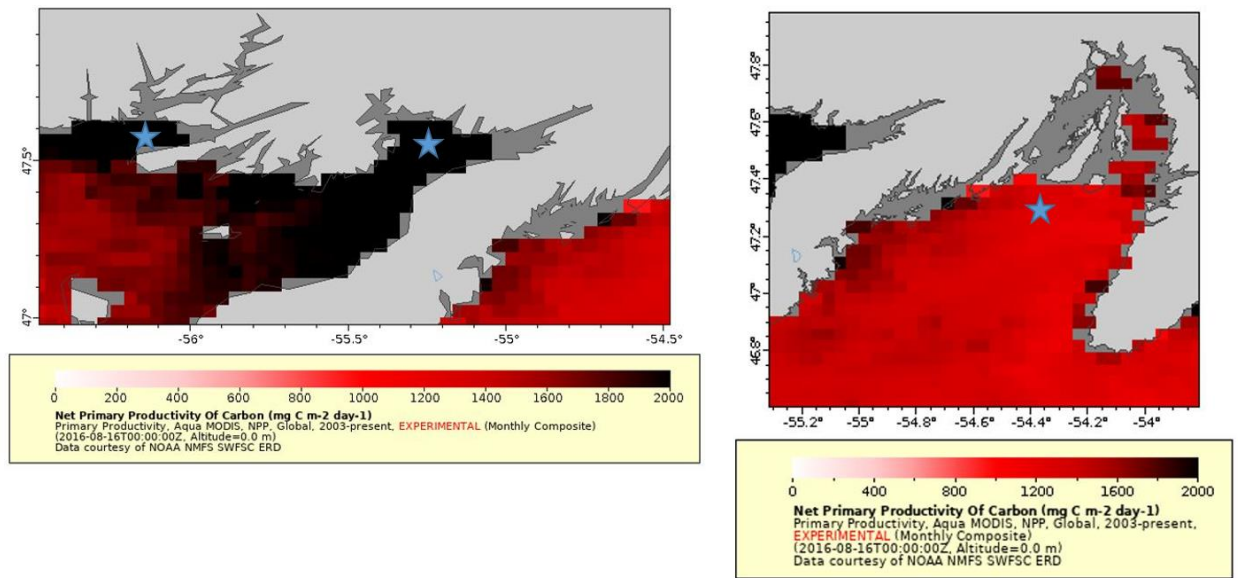 47.5°
47°
-56°
-55.5°
-55°
-54.5°
0 200 400 600 800 1000 1200 1400 1600 1800 2000
Net Primary Productivity Of Carbon (mg C m-2 day-1)
Primary Productivity, Aqua MODIS, NPP, Global, 2003-present, EXPERIMENTAL (Monthly Composite)
(2016-08-16T00:00:00Z, Altitude=0.0 m)
Data courtesy of NOAA NMFS SWFSC ERD
47.8°
47.6°
47.4°
47.2°
47°
46.8°
-55.2° -55° -54.8° -54.6° -54.4° -54.2° -54°
0 400 800 1200 1600 2000
Net Primary Productivity Of Carbon (mg C m-2 day-1)
Primary Productivity, Aqua MODIS, NPP, Global, 2003-present,
EXPERIMENTAL (Monthly Composite)
(2016-08-16T00:00:00Z, Altitude=0.0 m)
Data courtesy of NOAA NMFS SWFSC ERD